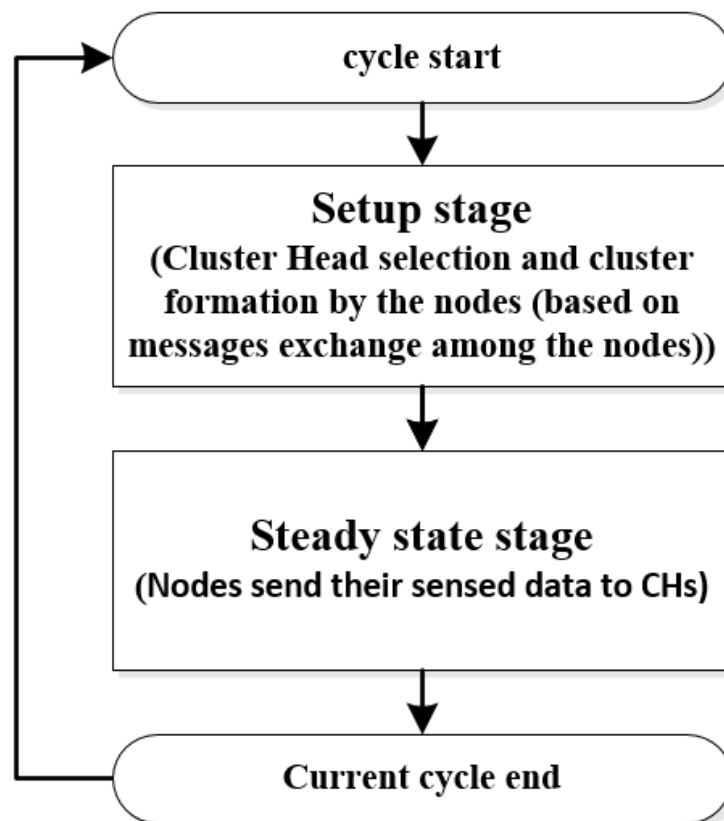 cycle start
Setup stage
(Cluster Head selection and cluster
formation by the nodes (based on
messages exchange among the nodes))
Steady state stage
(Nodes send their sensed data to CHs)
Current cycle end